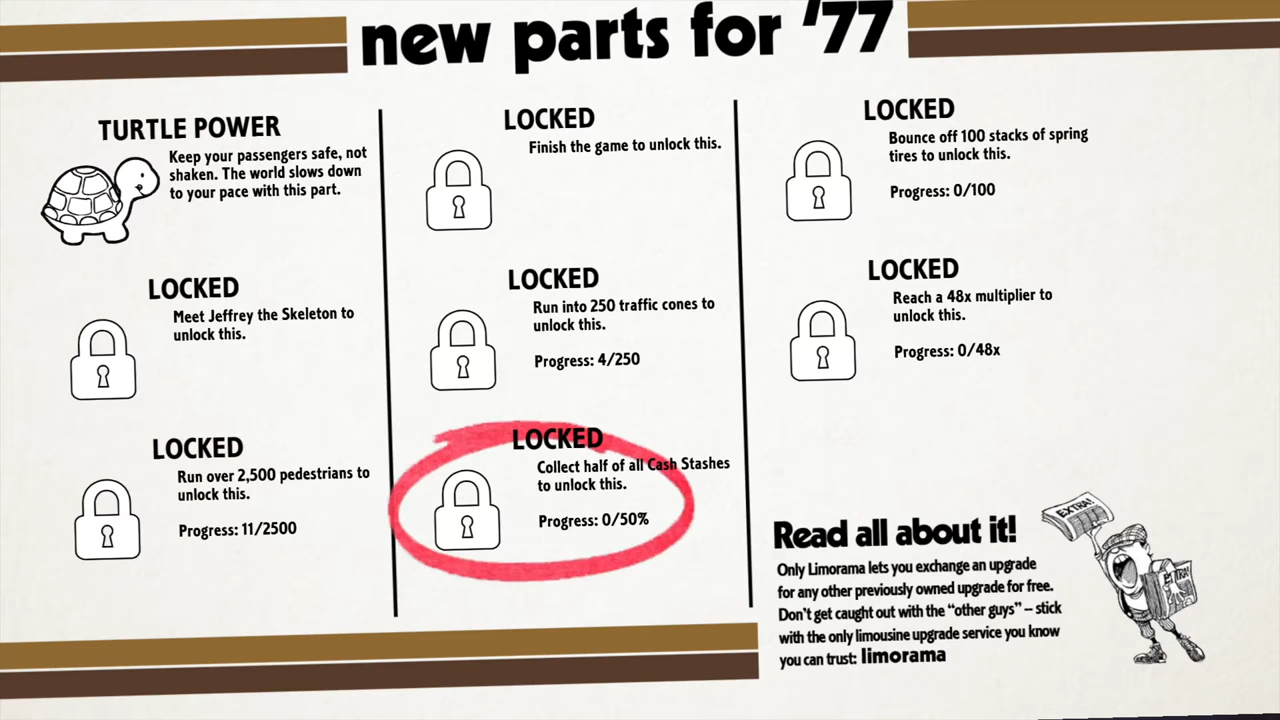 new parts for '77
TURTLE POWER
Keep your passengers safe, not
shaken. The world slows down
to your pace with this part.
LOCKED
Meet Jeffrey the Skeleton to
unlock this.
LOCKED
Run over 2,500 pedestrians to
unlock this.
Progress: 11/2500
LOCKED
Finish the game to unlock this.
LOCKED
Run into 250 traffic cones to
unlock this.
Progress: 4/250
LOCKED
Collect half of all Cash Stashes
to unlock this.
Progress: 0/50%
LOCKED
Bounce off 100 stacks of spring
tires to unlock this.
Progress: 0/100
LOCKED
Reach a 48x multiplier to
unlock this.
Progress: 0/48x
Read all about it!
Only Limorama lets you exchange an upgrade
for any other previously owned upgrade for free.
Don't get caught out with the "other guys" – stick
with the only limousine upgrade service you know
you can trust: limorama
EXTRA!
EXTRA!